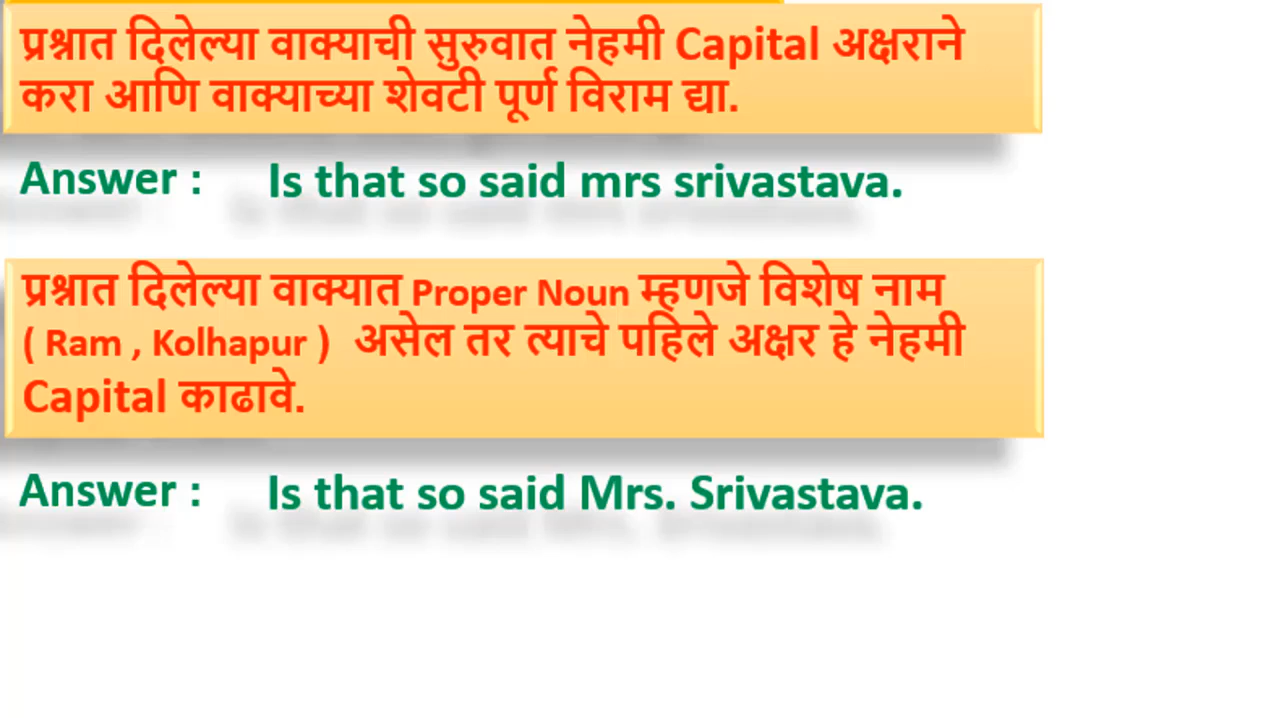 प्रश्नात दिलेल्या वाक्याची सुरुवात नेहमी Capital अक्षराने
करा आणि वाक्याच्या शेवटी पूर्ण विराम द्या.
Answer : Is that so said mrs srivastava.
प्रश्नात दिलेल्या वाक्यात Proper Noun म्हणजे विशेष नाम
( Ram , Kolhapur ) असेल तर त्याचे पहिले अक्षर हे नेहमी
Capital काढावे.
Answer : Is that so said Mrs. Srivastava.